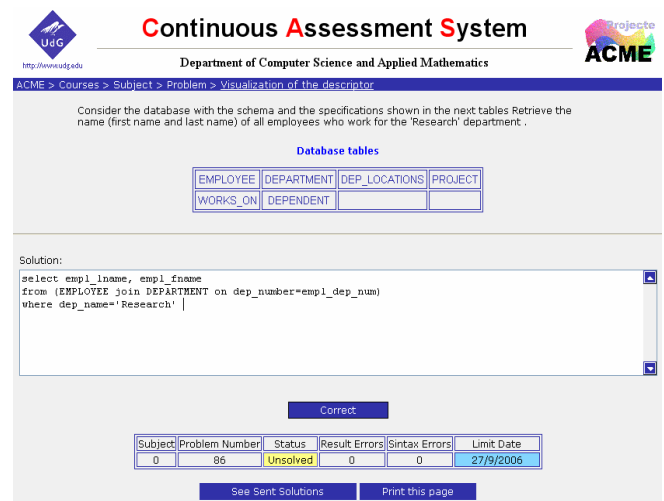 UdG
http://www.udg.edu
Continuous Assessment System
Department of Computer Science and Applied Mathematics
Projecte
ACME
ACME > Courses > Subject > Problem > Visualization of the descriptor
Consider the database with the schema and the specifications shown in the next tables Retrieve the
name (first name and last name) of all employees who work for the 'Research' department .
Database tables
EMPLOYEE DEPARTMENT DEP_LOCATIONS PROJECT
WORKS_ON DEPENDENT
Solution:
select empl_lname, empl_fname
from (EMPLOYEE join DEPARTMENT on dep_number=empl_dep_num)
where dep_name='Research'
Correct
Subject Problem Number Status Result Errors Sintax Errors Limit Date
0 86 Unsolved 0 0 27/9/2006
See Sent Solutions Print this page